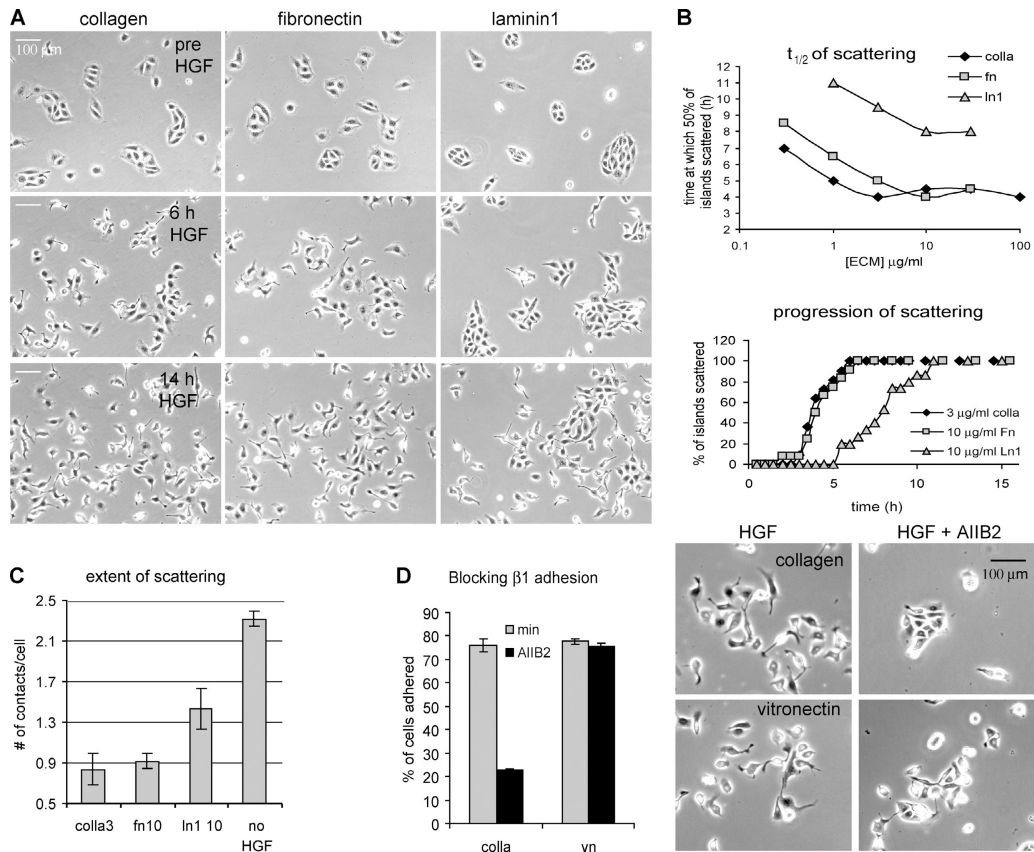 A
collagen
fibronectin
laminin1
100 µm
pre
HGF
6 h
HGF
14 h
HGF
B
t1/2 of scattering
colla
fn
ln1
time at which 50% of
islands scattered (h)
12
11
10
9
8
7
6
5
4
3
2
0.1
1
10
100
[ECM] µg/ml
progression of scattering
% of islands scattered
120
100
80
60
40
20
0
3 µg/ml colla
10 µg/ml Fn
10 µg/ml Ln1
0
5
10
15
time (h)
C
extent of scattering
# of contacts/cell
2.5
2.1
1.7
1.3
0.9
0.5
colla3
fn10
ln1 10
no
HGF
D
Blocking β1 adhesion
% of cells adhered
90
80
70
60
50
40
30
20
10
0
min
AIIB2
colla
vn
HGF
HGF + AIIB2
collagen
100 µm
vitronectin